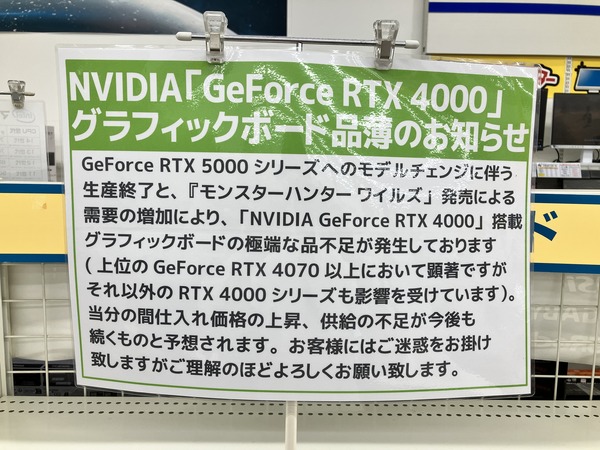 NVIDIA「GeForce RTX 4000」
グラフィックボード品薄のお知らせ
GeForce RTX 5000 シリーズへのモデルチェンジに伴う
生産終了と、『モンスターハンター ワイルズ』発売による
需要の増加により、「NVIDIA GeForce RTX 4000」搭載
グラフィックボードの極端な品不足が発生しております
(上位の GeForce RTX 4070 以上において顕著ですが
それ以外の RTX 4000 シリーズも影響を受けています)。
当分の間仕入れ価格の上昇、供給の不足が今後も
続くものと予想されます。お客様にはご迷惑をお掛け
致しますがご理解のほどよろしくお願い致します。
ド